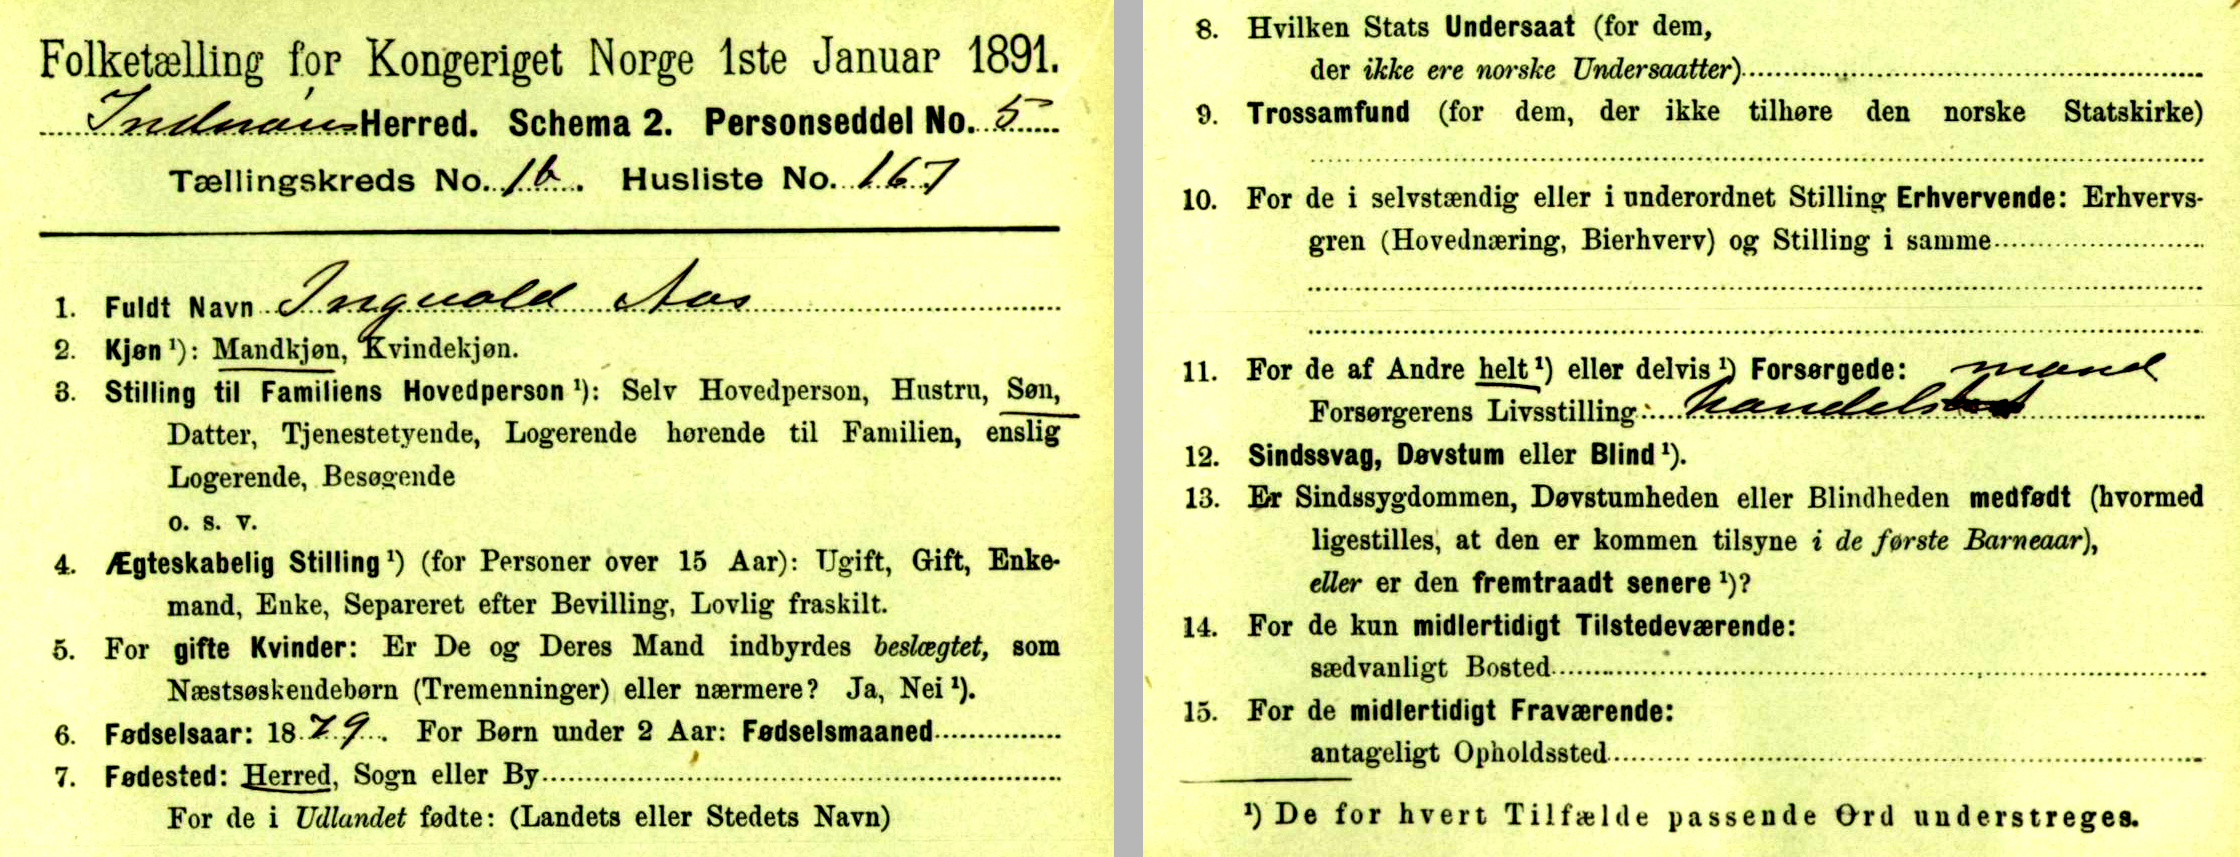 Folketælling for Kongeriget Norge 1ste Januar 1891.
Inderøens Herred. Schema 2. Personseddel No. 5
Tællingskreds No. 16. Husliste No. 167
1. Fuldt Navn Ingvald Aas
2. Kjøn ¹): Mandkjøn, Kvindekjøn.
3. Stilling til Familiens Hovedperson ¹): Selv Hovedperson, Hustru, Søn,
Datter, Tjenestetyende, Logerende hørende til Familien, enslig
Logerende, Besøgende
o. s. v.
4. Ægteskabelig Stilling ¹) (for Personer over 15 Aar): Ugift, Gift, Enke-
mand, Enke, Separeret efter Bevilling, Lovlig fraskilt.
5. For gifte Kvinder: Er De og Deres Mand indbyrdes beslægtet, som
Næstsøskendebørn (Tremenninger) eller nærmere? Ja, Nei ¹).
6. Fødselsaar: 1879. For Børn under 2 Aar: Fødselsmaaned
7. Fødested: Herred, Sogn eller By
For de i Udlandet fødte: (Landets eller Stedets Navn)
8. Hvilken Stats Undersaat (for dem,
der ikke ere norske Undersaatter)
9. Trossamfund (for dem, der ikke tilhøre den norske Statskirke)
10. For de i selvstændig eller i underordnet Stilling Erhvervende: Erhvervs-
gren (Hovednæring, Bierhverv) og Stilling i samme
11. For de af Andre helt ¹) eller delvis ¹) Forsørgede: mand
Forsørgerens Livsstilling: handels
12. Sindssvag, Døvstum eller Blind ¹).
13. Er Sindssygdommen, Døvstumheden eller Blindheden medfødt (hvormed
ligestilles, at den er kommen tilsyne i de første Barneaar),
eller er den fremtraadt senere ¹)?
14. For de kun midlertidigt Tilstedeværende:
sædvanligt Bosted
15. For de midlertidigt Fraværende:
antageligt Opholdssted
¹) De for hvert Tilfælde passende Ord understreges.